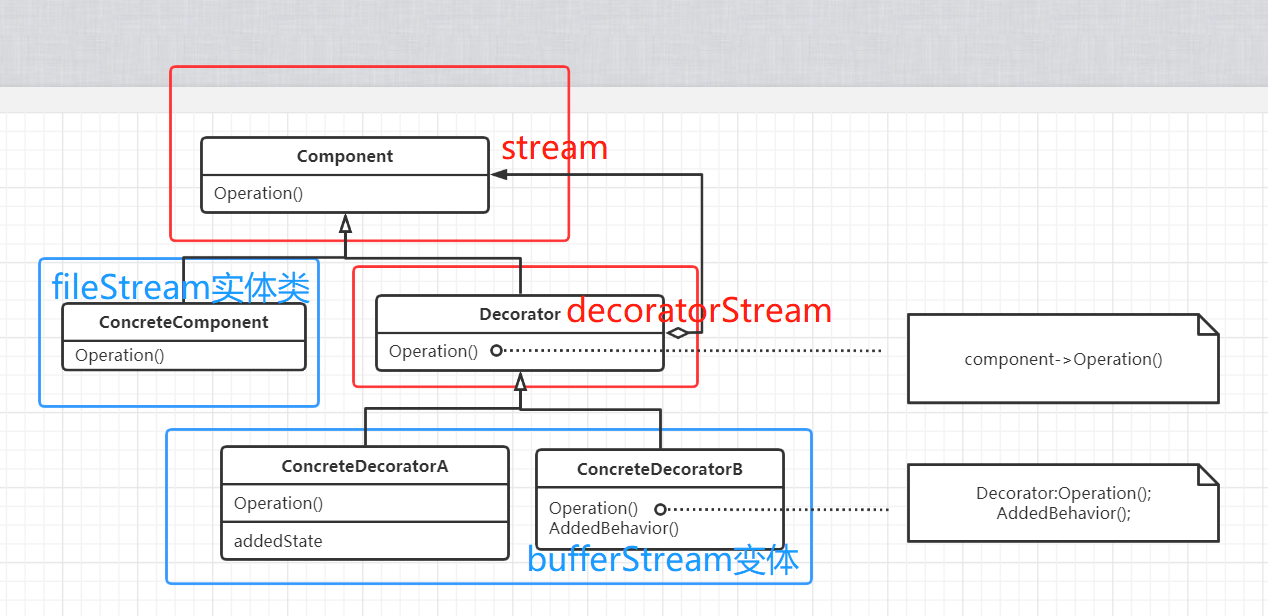 Component
stream
Operation()
fileStream实体类
ConcreteComponent
Operation()
Decorator
decoratorStream
Operation()
component->Operation()
ConcreteDecoratorA
Operation()
addedState
ConcreteDecoratorB
Operation()
AddedBehavior()
bufferStream变体
Decorator:Operation();
AddedBehavior();